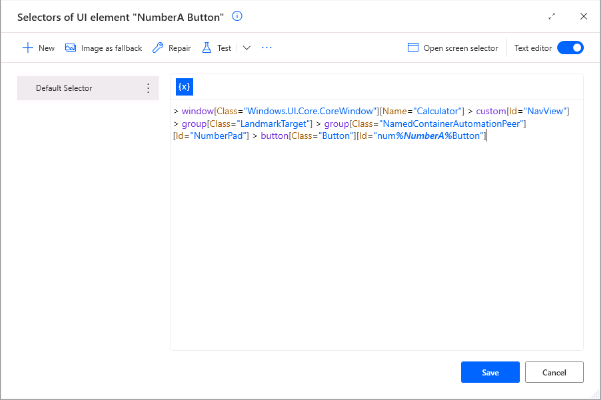 Selectors of UI element "NumberA Button"
New
Image as fallback
Repair
Test
Open screen selector
Text editor
Default Selector
{x}
> window[Class="Windows.UI.Core.CoreWindow"][Name="Calculator"] > custom[Id="NavView"]
> group[Class="LandmarkTarget"] > group[Class="NamedContainerAutomationPeer"]
[Id="NumberPad"] > button[Class="Button"][Id="num%NumberA%Button"]
Save
Cancel